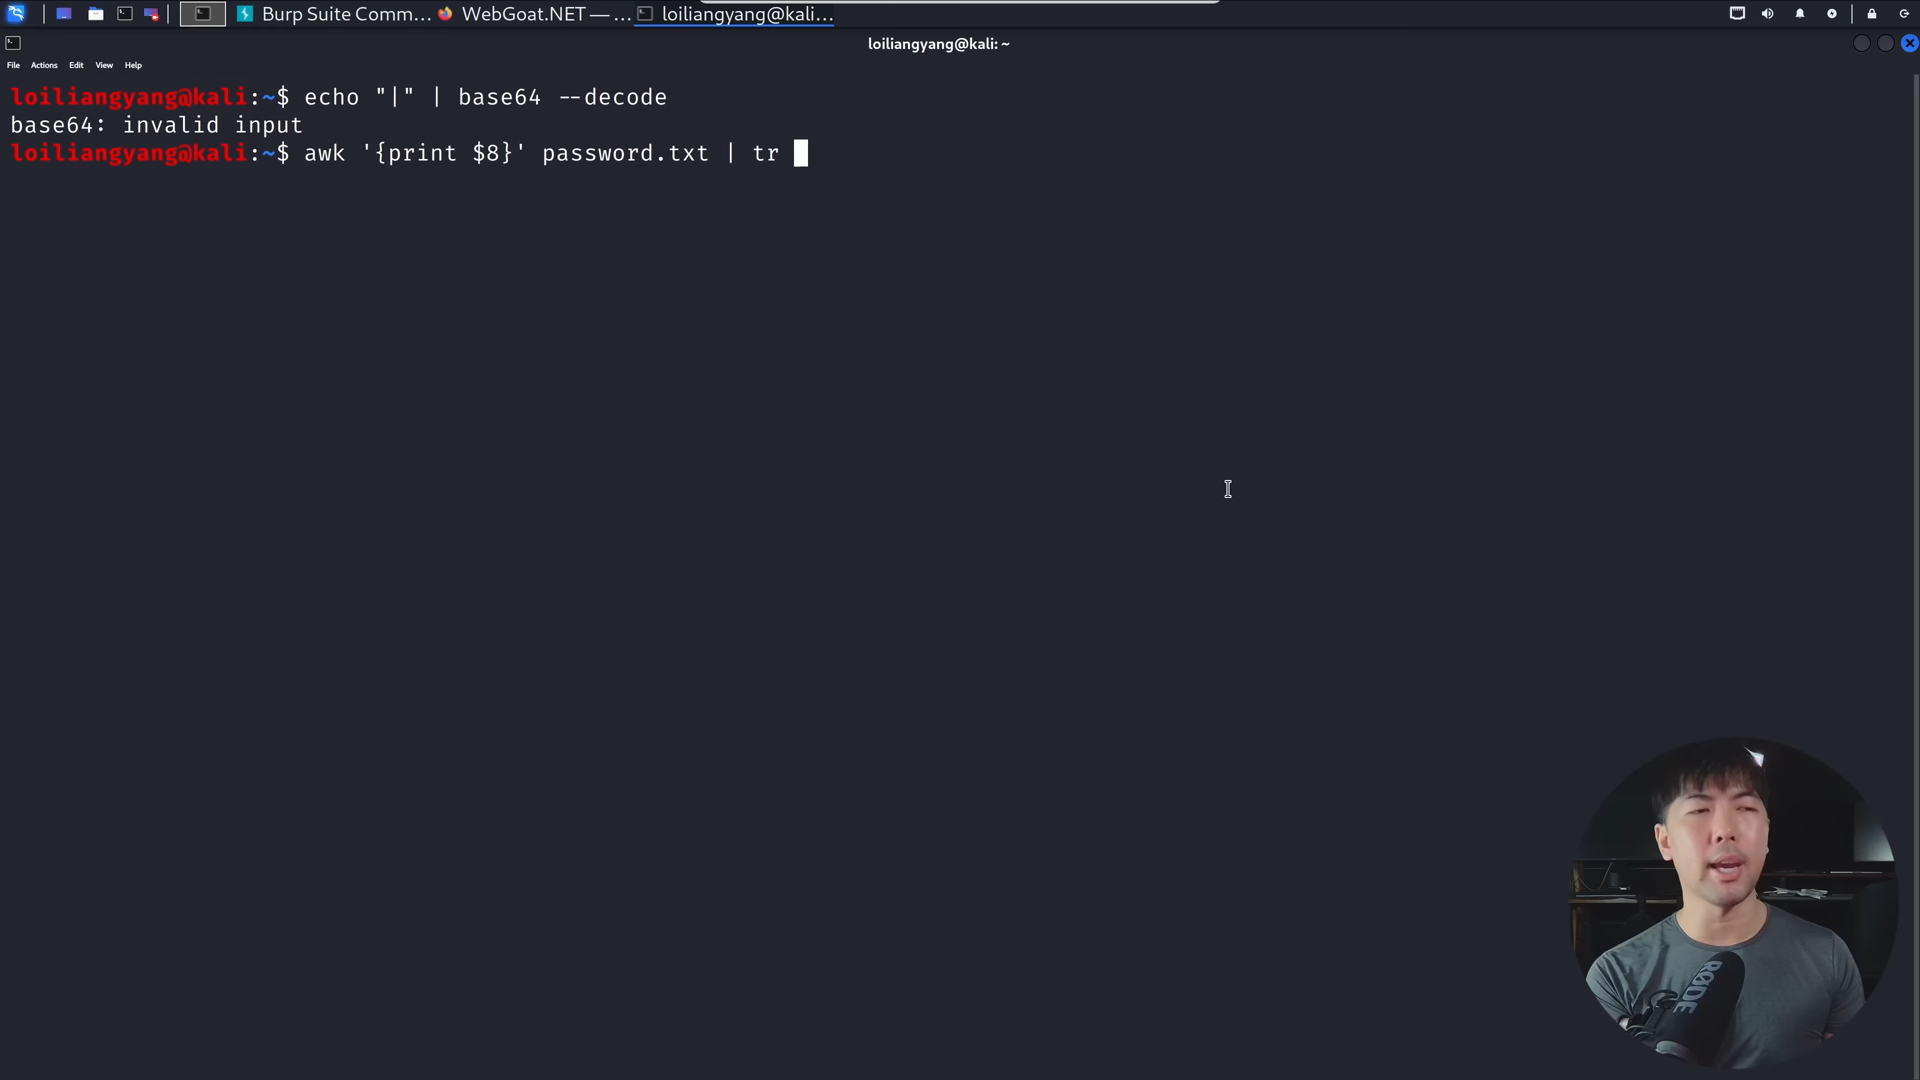 Burp Suite Comm...
WebGoat.NET — ...
loiliangyang@kali...
loiliangyang@kali: ~
File Actions Edit View Help
loiliangyang@kali:~$ echo "|" | base64 --decode
base64: invalid input
loiliangyang@kali:~$ awk '{print $8}' password.txt | tr
RØDE